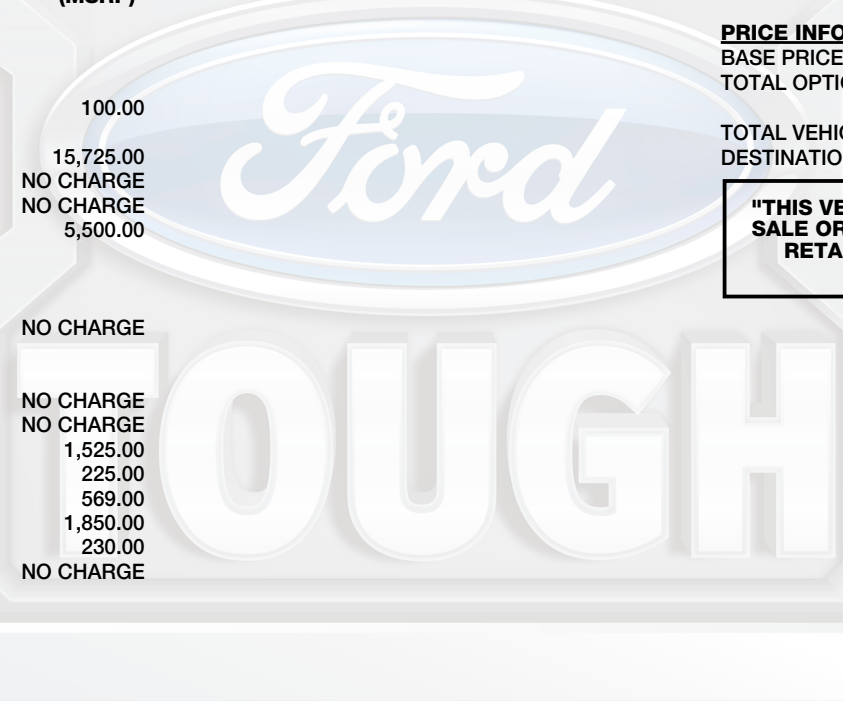 (MSRP)
100.00
15,725.00
NO CHARGE
NO CHARGE
5,500.00
NO CHARGE
NO CHARGE
NO CHARGE
1,525.00
225.00
569.00
1,850.00
230.00
NO CHARGE
PRICE INFO
BASE PRICE
TOTAL OPTI
TOTAL VEHI
DESTINATIO
"THIS VE
SALE OR
RETA
Ford
TOUGH